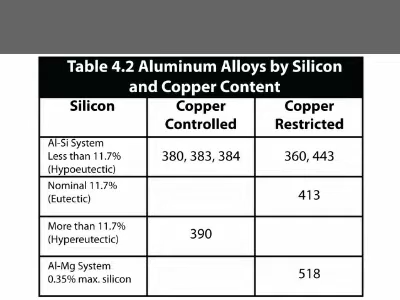 Table 4.2 Aluminum Alloys by Silicon
and Copper Content
Silicon
Copper
Controlled
Copper
Restricted
Al-Si System
Less than 11.7%
(Hypoeutectic)
380, 383, 384
360, 443
Nominal 11.7%
(Eutectic)
413
More than 11.7%
(Hypereutectic)
390
Al-Mg System
0.35% max. silicon
518